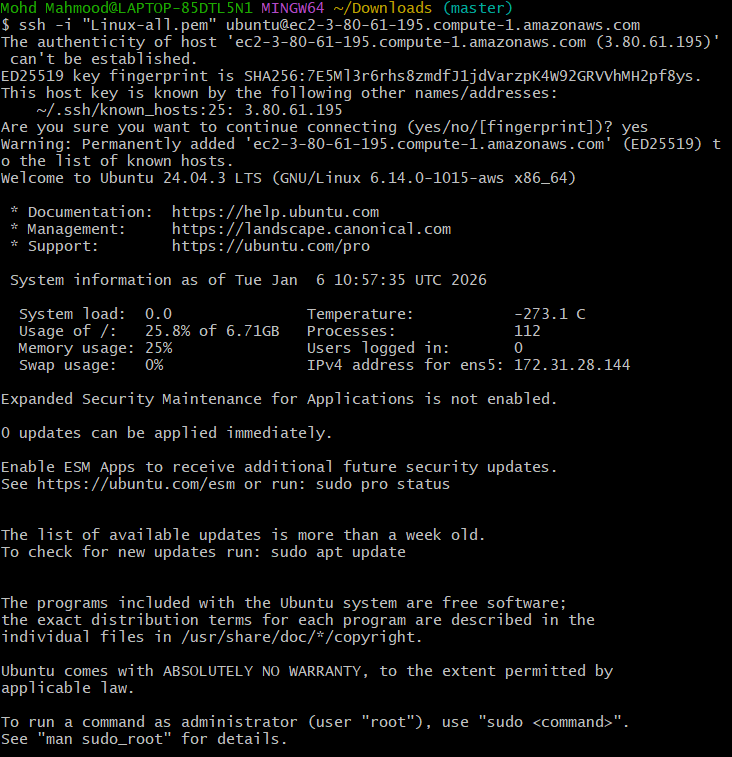 Mohd Mahmood@LAPTOP-85DTL5N1 MINGW64 ~/Downloads (master)
$ ssh -i "Linux-all.pem" ubuntu@ec2-3-80-61-195.compute-1.amazonaws.com
The authenticity of host 'ec2-3-80-61-195.compute-1.amazonaws.com (3.80.61.195)'
 can't be established.
ED25519 key fingerprint is SHA256:7E5Ml3r6rhs8zmdfJ1jdVarzpK4W92GRVVhMH2pf8ys.
This host key is known by the following other names/addresses:
    ~/.ssh/known_hosts:25: 3.80.61.195
Are you sure you want to continue connecting (yes/no/[fingerprint])? yes
Warning: Permanently added 'ec2-3-80-61-195.compute-1.amazonaws.com' (ED25519) t
o the list of known hosts.
Welcome to Ubuntu 24.04.3 LTS (GNU/Linux 6.14.0-1015-aws x86_64)

 * Documentation:  https://help.ubuntu.com
 * Management:     https://landscape.canonical.com
 * Support:        https://ubuntu.com/pro

 System information as of Tue Jan  6 10:57:35 UTC 2026

  System load:  0.0               Temperature:           -273.1 C
  Usage of /:   25.8% of 6.71GB   Processes:             112
  Memory usage: 25%               Users logged in:       0
  Swap usage:   0%                IPv4 address for ens5: 172.31.28.144

Expanded Security Maintenance for Applications is not enabled.

0 updates can be applied immediately.

Enable ESM Apps to receive additional future security updates.
See https://ubuntu.com/esm or run: sudo pro status


The list of available updates is more than a week old.
To check for new updates run: sudo apt update


The programs included with the Ubuntu system are free software;
the exact distribution terms for each program are described in the
individual files in /usr/share/doc/*/copyright.

Ubuntu comes with ABSOLUTELY NO WARRANTY, to the extent permitted by
applicable law.

To run a command as administrator (user "root"), use "sudo <command>".
See "man sudo_root" for details.